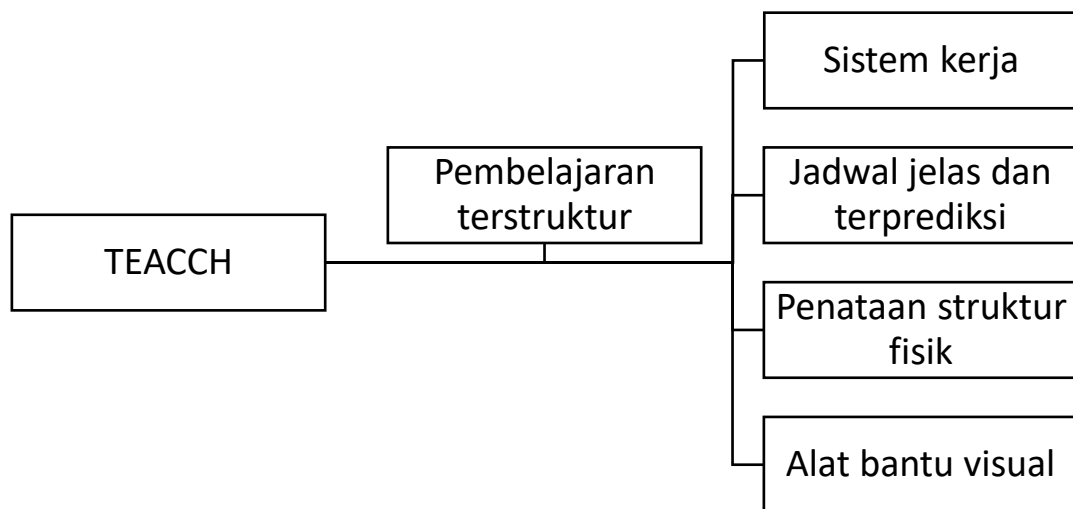 TEACCH
Pembelajaran
terstruktur
Sistem kerja
Jadwal jelas dan
terprediksi
Penataan struktur
fisik
Alat bantu visual